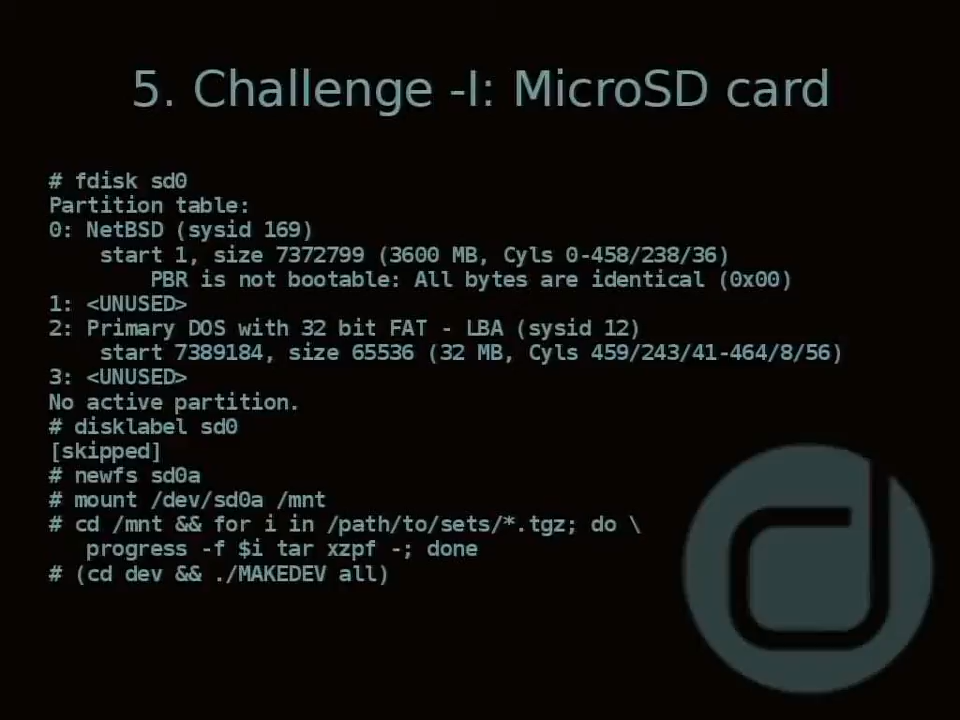 5. Challenge -I: MicroSD card
# fdisk sd0
Partition table:
0: NetBSD (sysid 169)
    start 1, size 7372799 (3600 MB, Cyls 0-458/238/36)
        PBR is not bootable: All bytes are identical (0x00)
1: <UNUSED>
2: Primary DOS with 32 bit FAT - LBA (sysid 12)
    start 7389184, size 65536 (32 MB, Cyls 459/243/41-464/8/56)
3: <UNUSED>
No active partition.
# disklabel sd0
[skipped]
# newfs sd0a
# mount /dev/sd0a /mnt
# cd /mnt && for i in /path/to/sets/*.tgz; do \
   progress -f $i tar xzpf -; done
# (cd dev && ./MAKEDEV all)